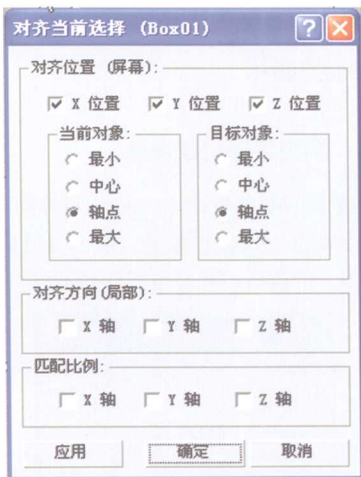 对齐当前选择 (Box01)
对齐位置 (屏幕):
X 位置 Y 位置 Z 位置
当前对象: 目标对象:
最小 最小
中心 中心
轴点 轴点
最大 最大
对齐方向(局部):
X 轴 Y 轴 Z 轴
匹配比例:
X 轴 Y 轴 Z 轴
应用 确定 取消